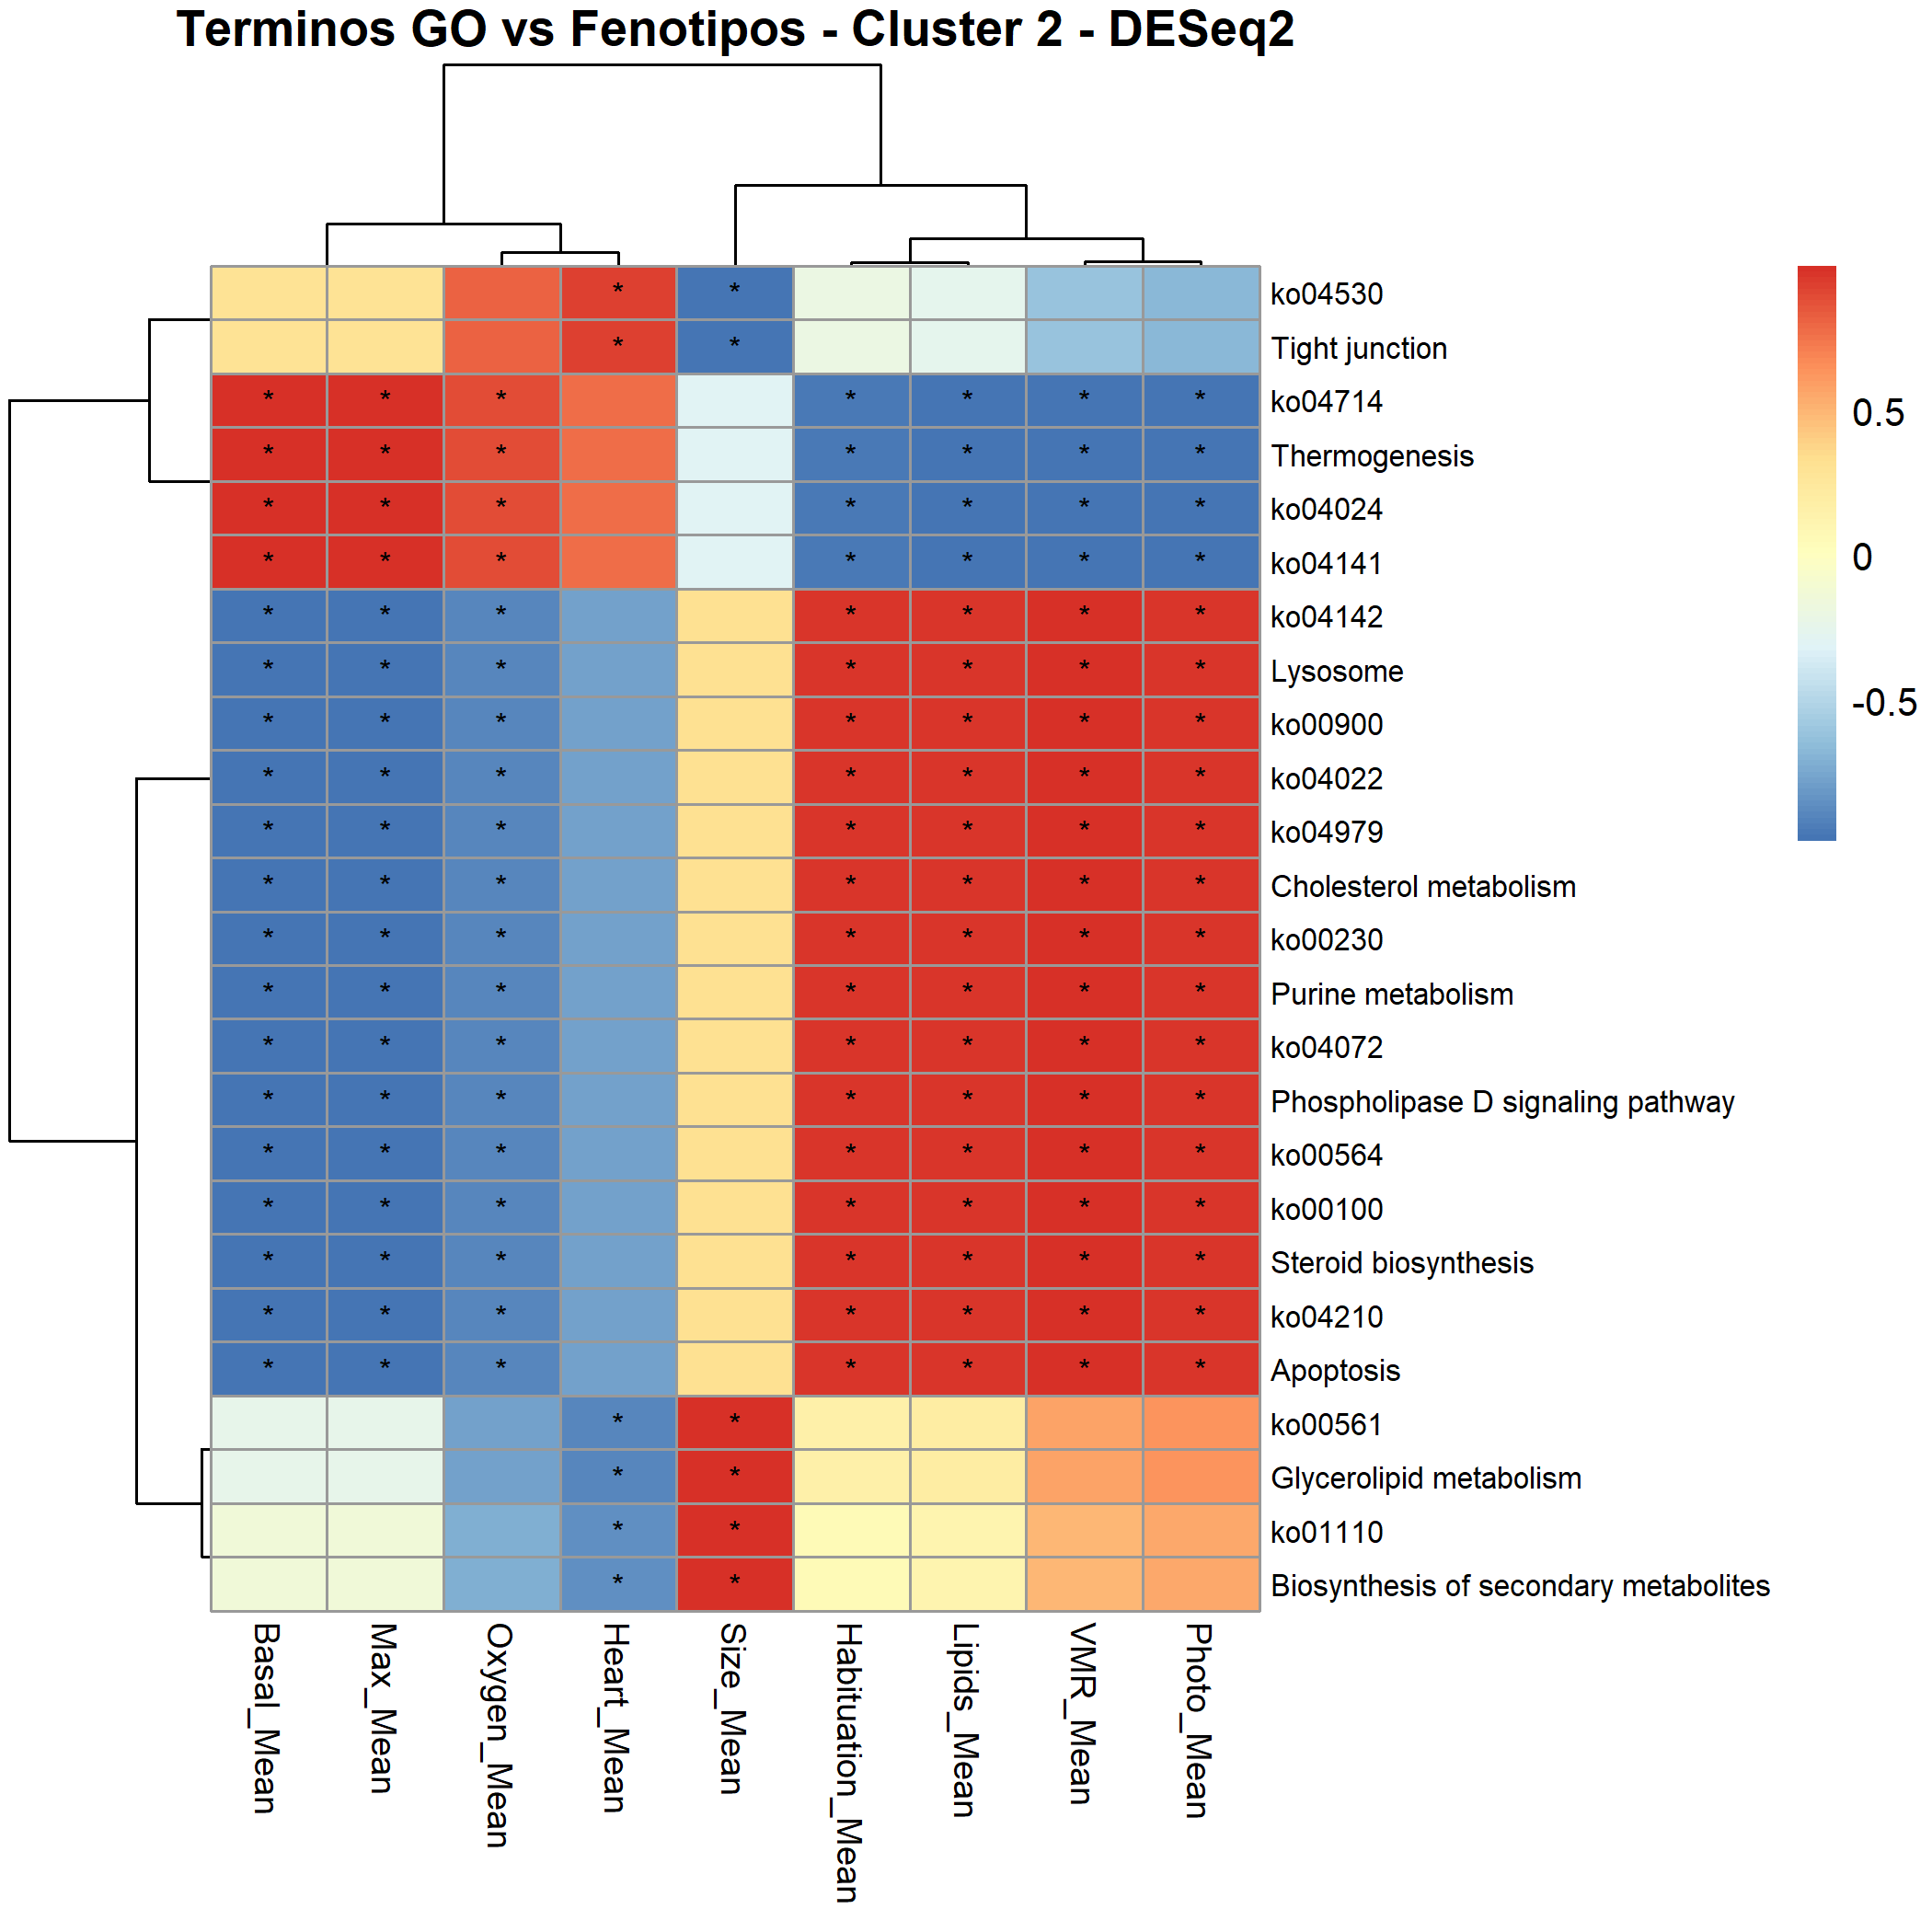 Terminos GO vs Fenotipos - Cluster 2 - DESeq2
* * ko04530
* * Tight junction
* * * * * * * ko04714
* * * * * * * Thermogenesis
* * * * * * * ko04024
* * * * * * * ko04141
* * * * * * * ko04142
* * * * * * * Lysosome
* * * * * * * ko00900
* * * * * * * ko04022
* * * * * * * ko04979
* * * * * * * Cholesterol metabolism
* * * * * * * ko00230
* * * * * * * Purine metabolism
* * * * * * * ko04072
* * * * * * * Phospholipase D signaling pathway
* * * * * * * ko00564
* * * * * * * ko00100
* * * * * * * Steroid biosynthesis
* * * * * * * ko04210
* * * * * * * Apoptosis
* * ko00561
* * Glycerolipid metabolism
* * ko01110
* * Biosynthesis of secondary metabolites
Basal_Mean
Max_Mean
Oxygen_Mean
Heart_Mean
Size_Mean
Habituation_Mean
Lipids_Mean
VMR_Mean
Photo_Mean
0.5
0
-0.5